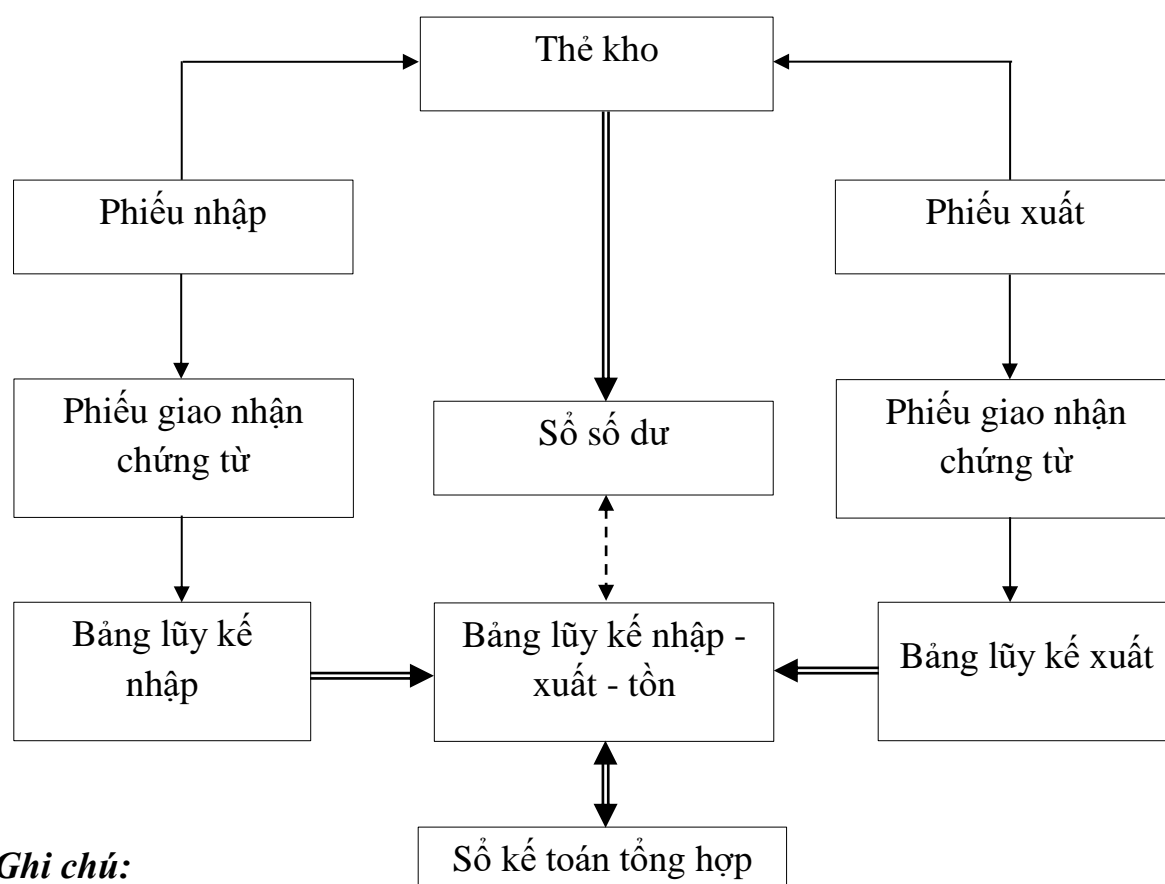 Thẻ kho
Phiếu nhập
Phiếu xuất
Phiếu giao nhận
chứng từ
Sổ số dư
Phiếu giao nhận
chứng từ
Bảng lũy kế
nhập
Bảng lũy kế nhập -
xuất - tồn
Bảng lũy kế xuất
Ghi chú:
Sổ kế toán tổng hợp